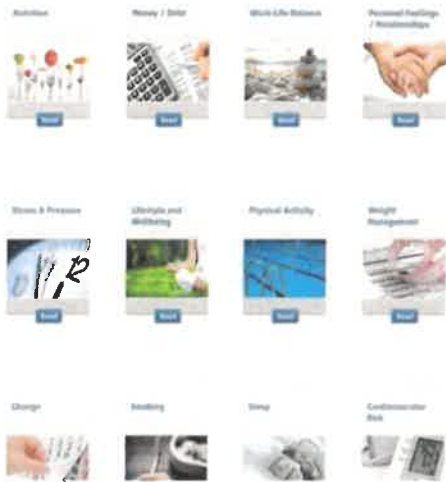 Nutrition
Money / Debt
Work-Life Balance
Personal Feelings
/ Relationships
Read
Read
Read
Read
Stress & Pressure
Lifestyle and
Wellbeing
Physical Activity
Weight
Management
Read
Read
Read
Read
Change
Smoking
Sleep
Cardiovascular
Risk